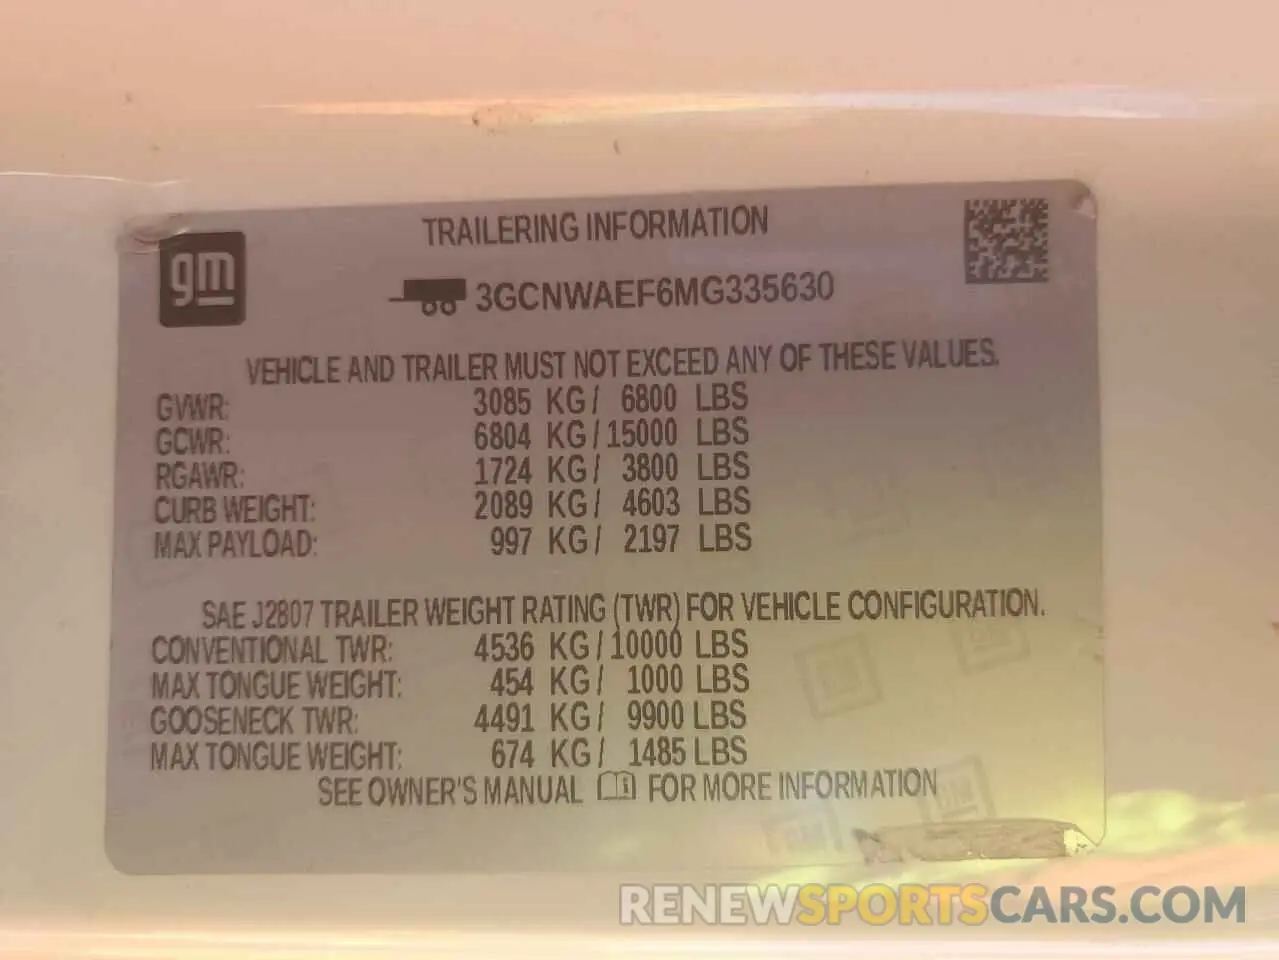 TRAILERING INFORMATION
gm
3GCNWAEF6MG335630
VEHICLE AND TRAILER MUST NOT EXCEED ANY OF THESE VALUES.
GVWR: 3085 KG / 6800 LBS
GCWR: 6804 KG / 15000 LBS
RGAWR: 1724 KG / 3800 LBS
CURB WEIGHT: 2089 KG / 4603 LBS
MAX PAYLOAD: 997 KG / 2197 LBS
SAE J2807 TRAILER WEIGHT RATING (TWR) FOR VEHICLE CONFIGURATION.
CONVENTIONAL TWR: 4536 KG / 10000 LBS
MAX TONGUE WEIGHT: 454 KG / 1000 LBS
GOOSENECK TWR: 4491 KG / 9900 LBS
MAX TONGUE WEIGHT: 674 KG / 1485 LBS
SEE OWNER'S MANUAL FOR MORE INFORMATION
RENEWSPORTSCARS.COM